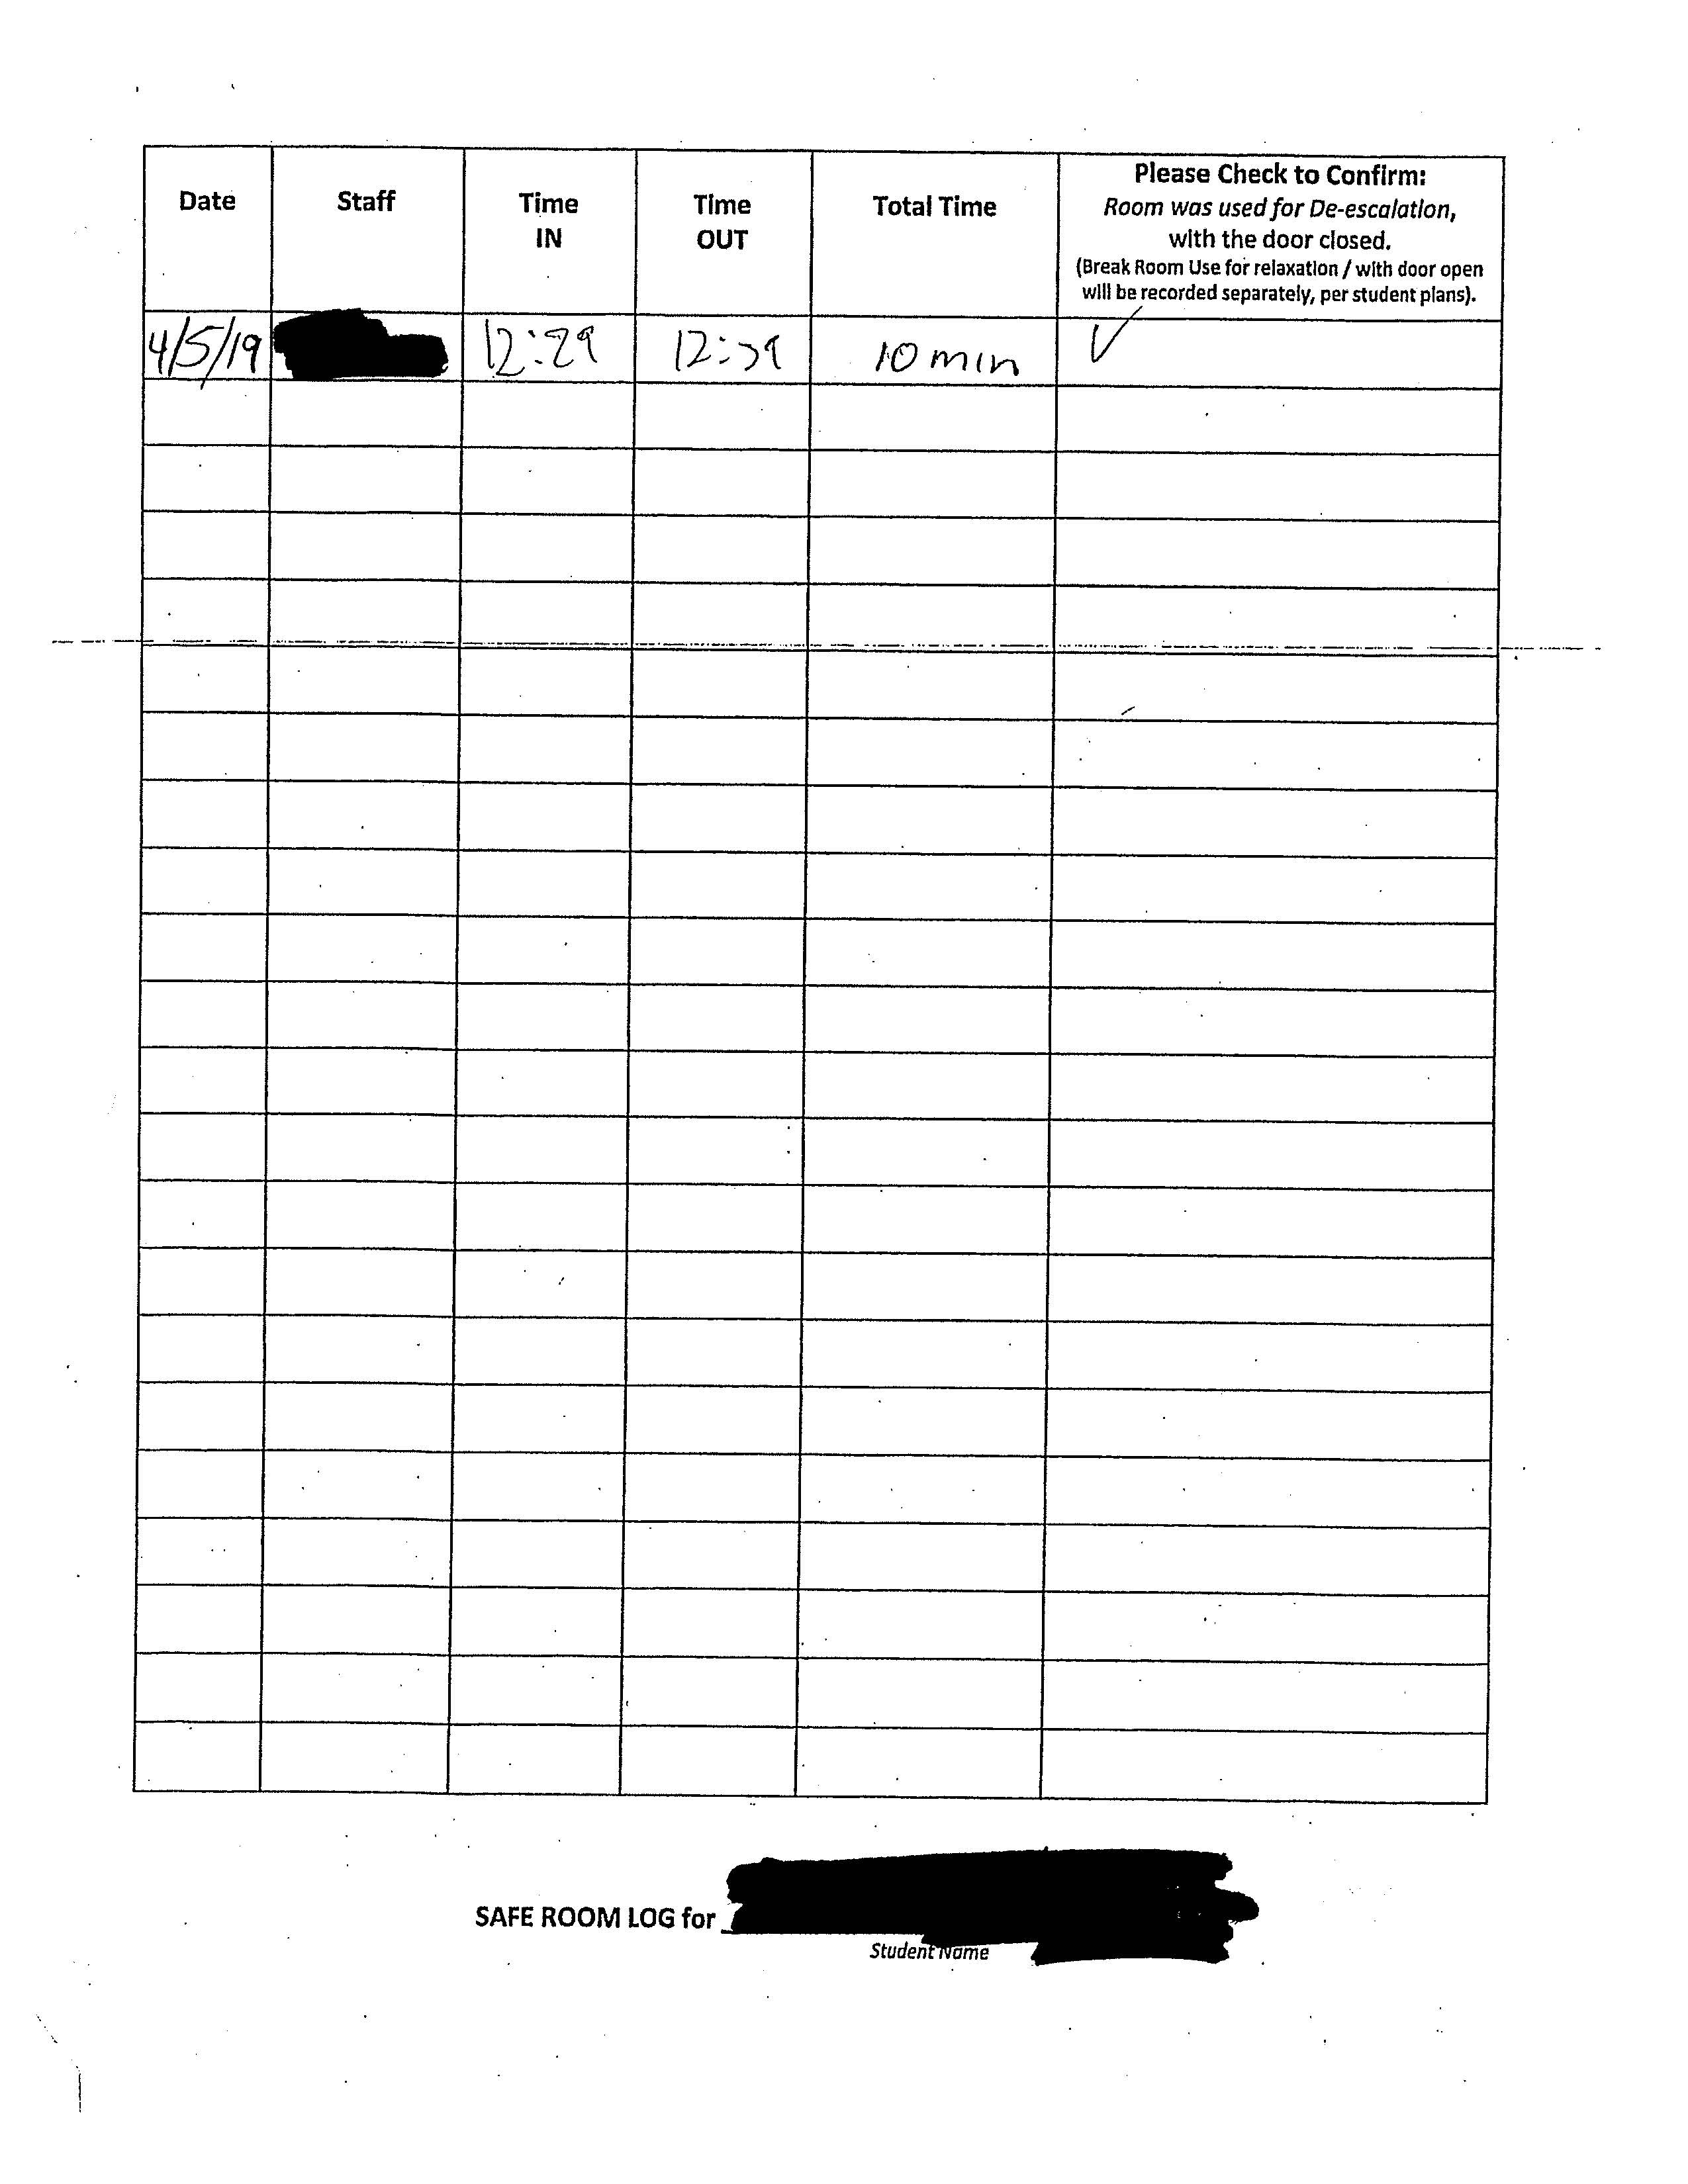 Date Staff Time IN Time OUT Total Time Please Check to Confirm:
Room was used for De-escalation,
with the door closed.
(Break Room Use for relaxation / with door open
will be recorded separately, per student plans).
4/5/19 12:29 12:39 10 min ✓
SAFE ROOM LOG for
Student Name